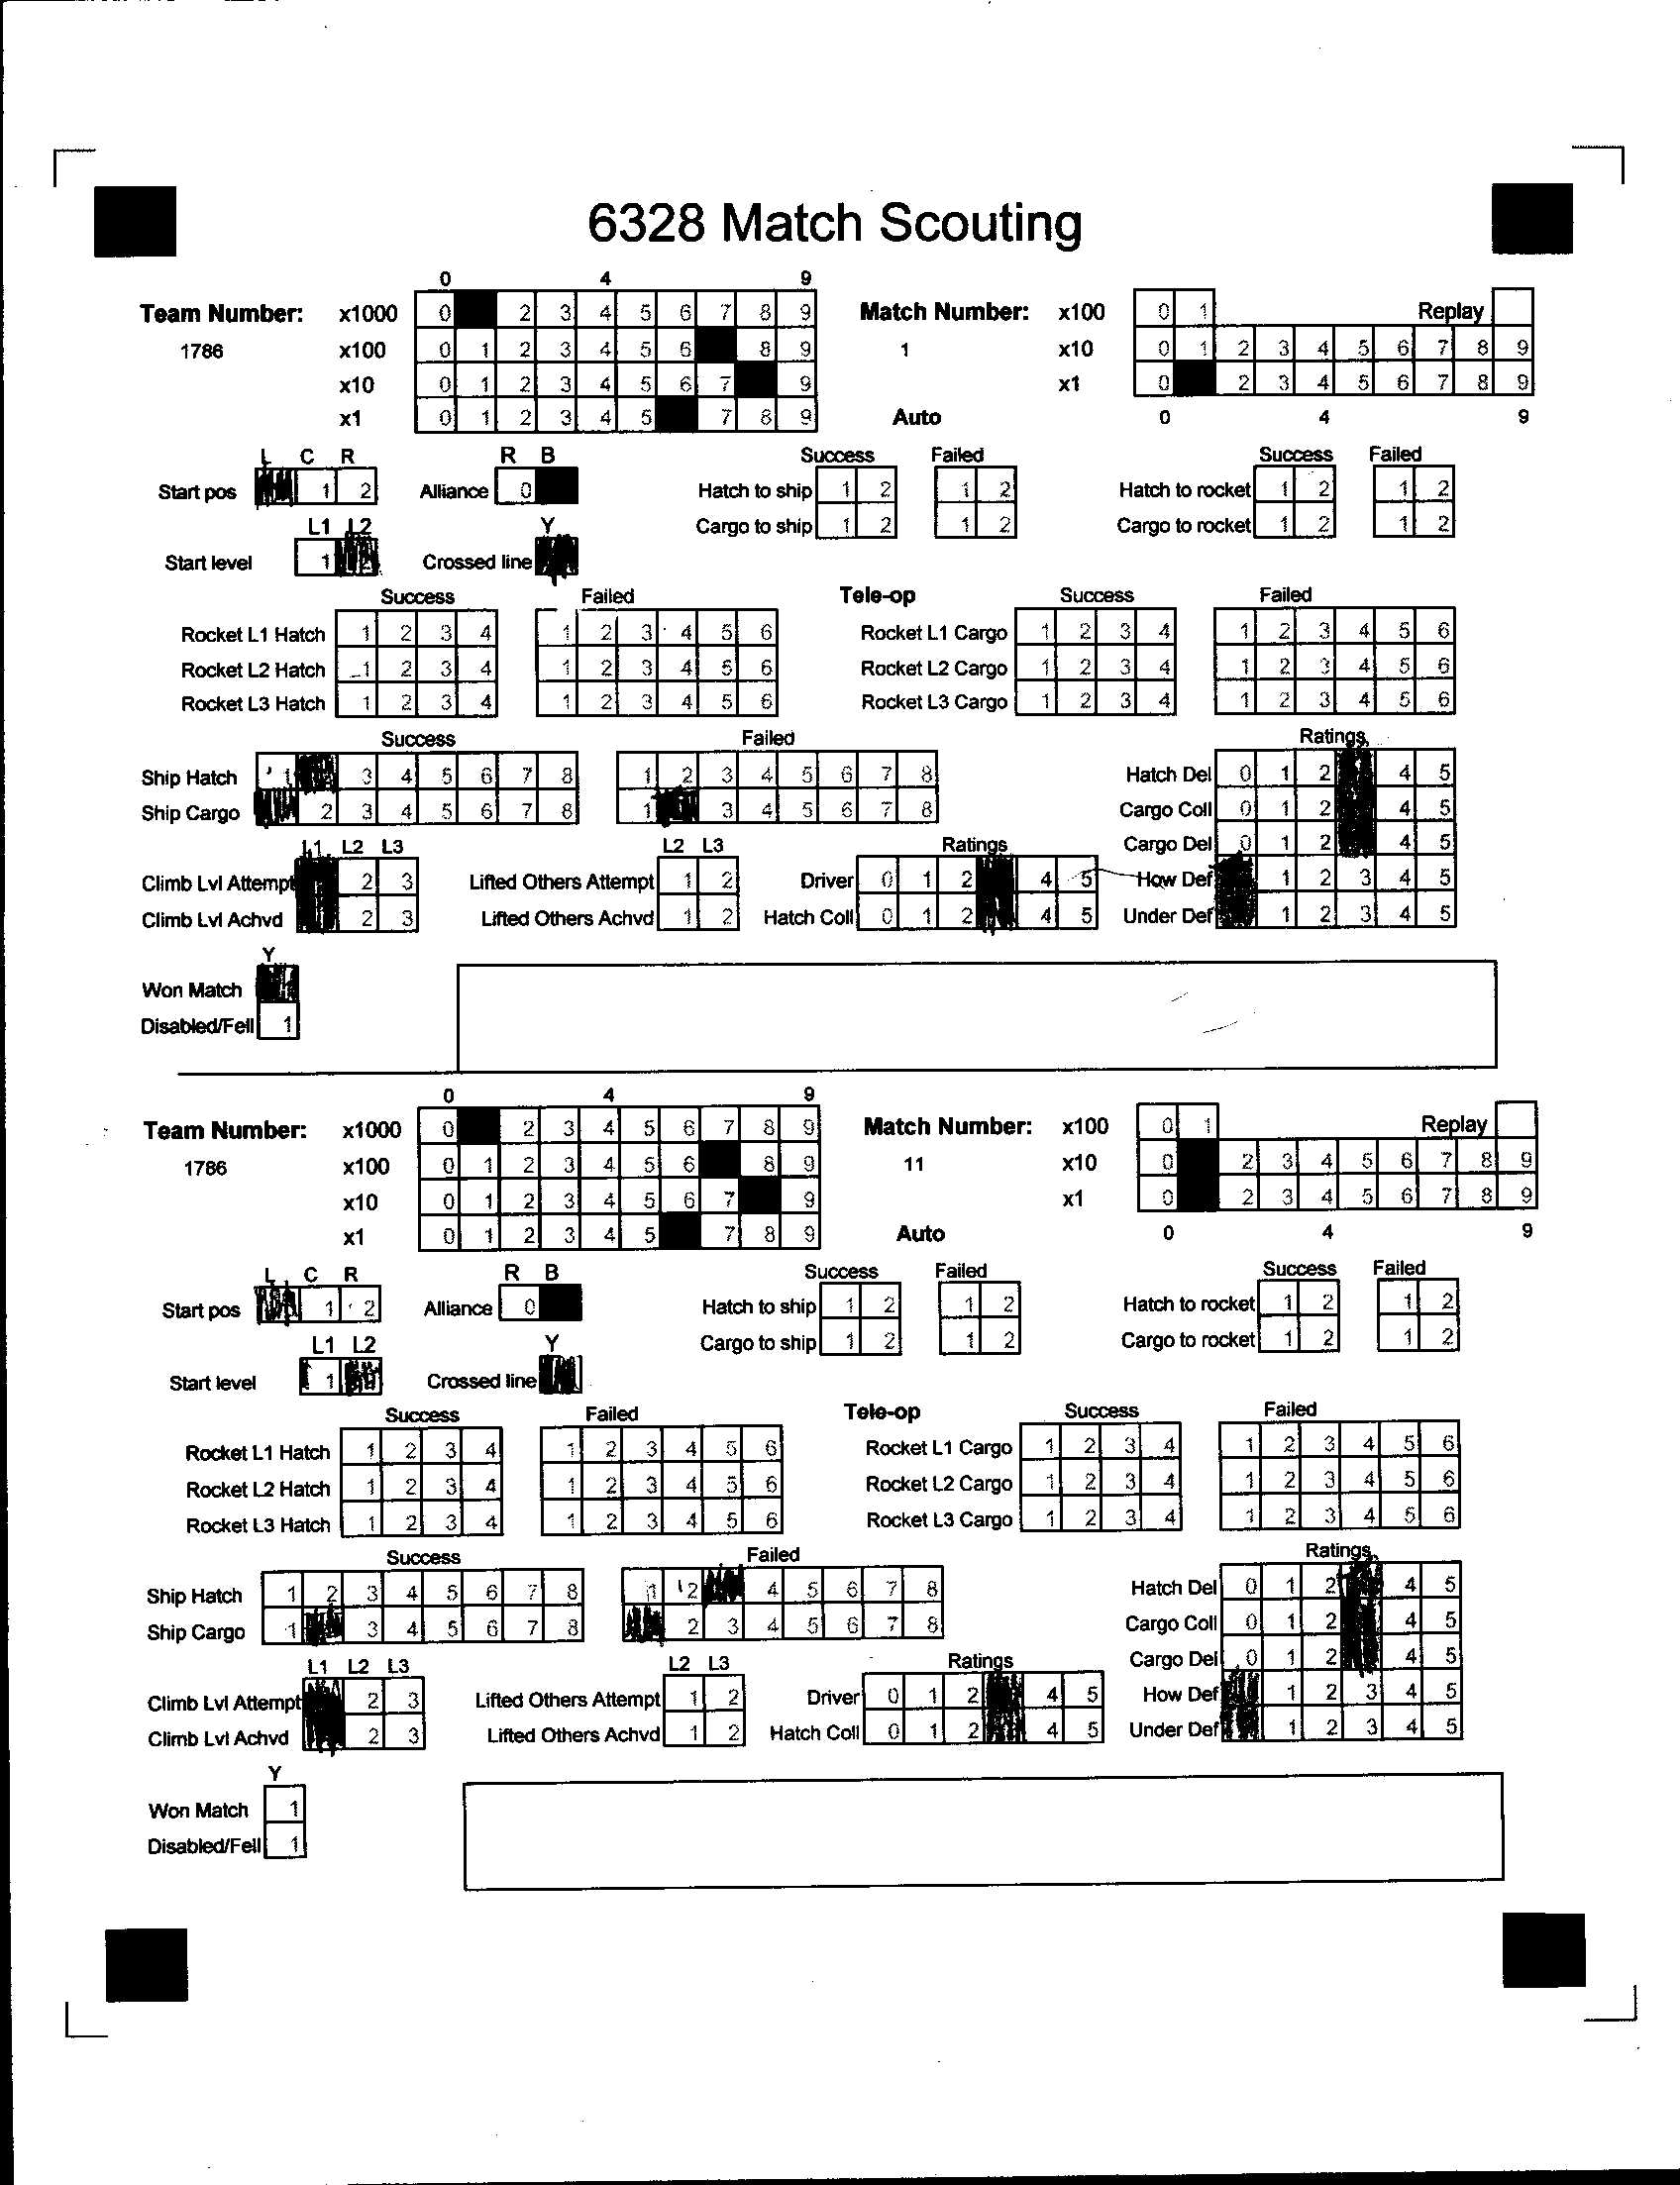 6328 Match Scouting
0 4 9
Team Number: x1000 0 2 3 4 5 6 7 8 9 Match Number: x100 0 1 Replay
1786 x100 0 1 2 3 4 5 6 8 9 1 x10 0 1 2 3 4 5 6 7 8 9
x10 0 1 2 3 4 5 6 7 9 x1 0 2 3 4 5 6 7 8 9
x1 0 1 2 3 4 5 7 8 9 Auto 0 4 9
L C R R B Success Failed Success Failed
Start pos 1 2 Alliance 0 Hatch to ship 1 2 1 2 Hatch to rocket 1 2 1 2
L1 L2 Y Cargo to ship 1 2 1 2 Cargo to rocket 1 2 1 2
Start level 1 Crossed line
Success Failed Tele-op Success Failed
Rocket L1 Hatch 1 2 3 4 1 2 3 4 5 6 Rocket L1 Cargo 1 2 3 4 1 2 3 4 5 6
Rocket L2 Hatch 1 2 3 4 1 2 3 4 5 6 Rocket L2 Cargo 1 2 3 4 1 2 3 4 5 6
Rocket L3 Hatch 1 2 3 4 1 2 3 4 5 6 Rocket L3 Cargo 1 2 3 4 1 2 3 4 5 6
Success Failed Ratings
Ship Hatch 1 3 4 5 6 7 8 1 2 3 4 5 6 7 8 Hatch Del 0 1 2 4 5
Ship Cargo 2 3 4 5 6 7 8 1 3 4 5 6 7 8 Cargo Coll 0 1 2 4 5
L1 L2 L3 L2 L3 Ratings Cargo Del 0 1 2 4 5
Climb Lvl Attempt 2 3 Lifted Others Attempt 1 2 Driver 0 1 2 4 5 How Def 1 2 3 4 5
Climb Lvl Achvd 2 3 Lifted Others Achvd 1 2 Hatch Coll 0 1 2 4 5 Under Def 1 2 3 4 5
Y
Won Match
Disabled/Fell 1
0 4 9
Team Number: x1000 0 2 3 4 5 6 7 8 9 Match Number: x100 0 1 Replay
1786 x100 0 1 2 3 4 5 6 8 9 11 x10 0 2 3 4 5 6 7 8 9
x10 0 1 2 3 4 5 6 7 9 x1 0 2 3 4 5 6 7 8 9
x1 0 1 2 3 4 5 7 8 9 Auto 0 4 9
L C R R B Success Failed Success Failed
Start pos 1 2 Alliance 0 Hatch to ship 1 2 1 2 Hatch to rocket 1 2 1 2
L1 L2 Y Cargo to ship 1 2 1 2 Cargo to rocket 1 2 1 2
Start level 1 Crossed line
Success Failed Tele-op Success Failed
Rocket L1 Hatch 1 2 3 4 1 2 3 4 5 6 Rocket L1 Cargo 1 2 3 4 1 2 3 4 5 6
Rocket L2 Hatch 1 2 3 4 1 2 3 4 5 6 Rocket L2 Cargo 1 2 3 4 1 2 3 4 5 6
Rocket L3 Hatch 1 2 3 4 1 2 3 4 5 6 Rocket L3 Cargo 1 2 3 4 1 2 3 4 5 6
Success Failed Ratings
Ship Hatch 1 2 3 4 5 6 7 8 1 2 4 5 6 7 8 Hatch Del 0 1 2 4 5
Ship Cargo 1 3 4 5 6 7 8 2 3 4 5 6 7 8 Cargo Coll 0 1 2 4 5
L1 L2 L3 L2 L3 Ratings Cargo Del 0 1 2 4 5
Climb Lvl Attempt 2 3 Lifted Others Attempt 1 2 Driver 0 1 2 4 5 How Def 1 2 3 4 5
Climb Lvl Achvd 2 3 Lifted Others Achvd 1 2 Hatch Coll 0 1 2 4 5 Under Def 1 2 3 4 5
Y
Won Match 1
Disabled/Fell 1